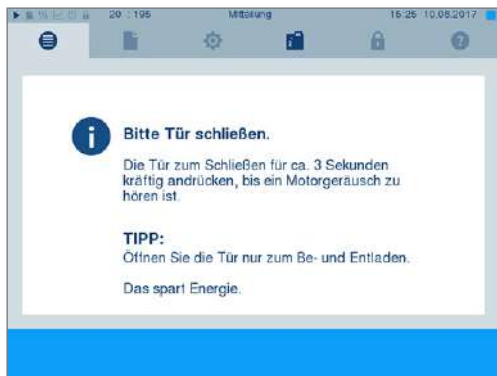 20 : 195 Mitteilung 15:25 10.08.2017
Bitte Tür schließen.
Die Tür zum Schließen für ca. 3 Sekunden
kräftig andrücken, bis ein Motorgeräusch zu
hören ist.
TIPP:
Öffnen Sie die Tür nur zum Be- und Entladen.
Das spart Energie.